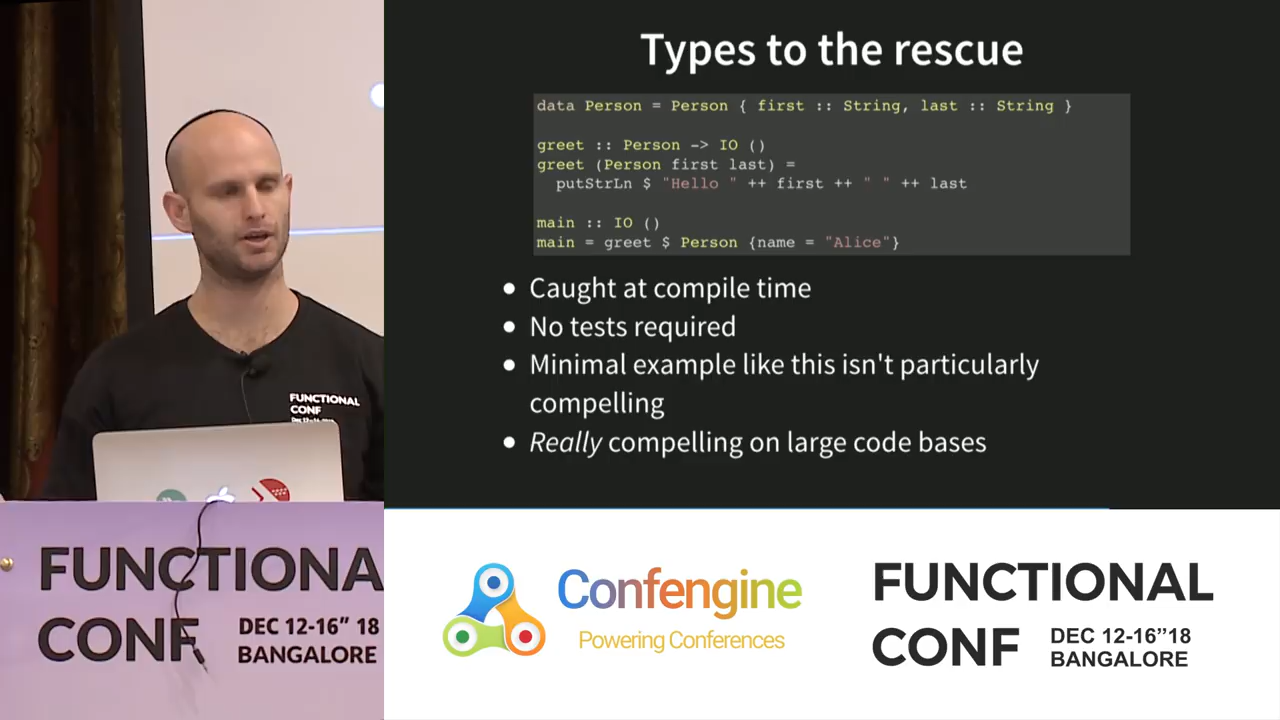 Types to the rescue
data Person = Person { first :: String, last :: String }
greet :: Person -> IO ()
greet (Person first last) =
putStrLn $ "Hello " ++ first ++ " " ++ last
main :: IO ()
main = greet $ Person {name = "Alice"}
• Caught at compile time
• No tests required
• Minimal example like this isn't particularly
compelling
• Really compelling on large code bases
FUNCTIONAL
CONF
FUNCTIONA
CONF
DEC 12-16" 18
BANGALORE
Confengine
Powering Conferences
FUNCTIONAL
CONF
DEC 12-16"18
BANGALORE